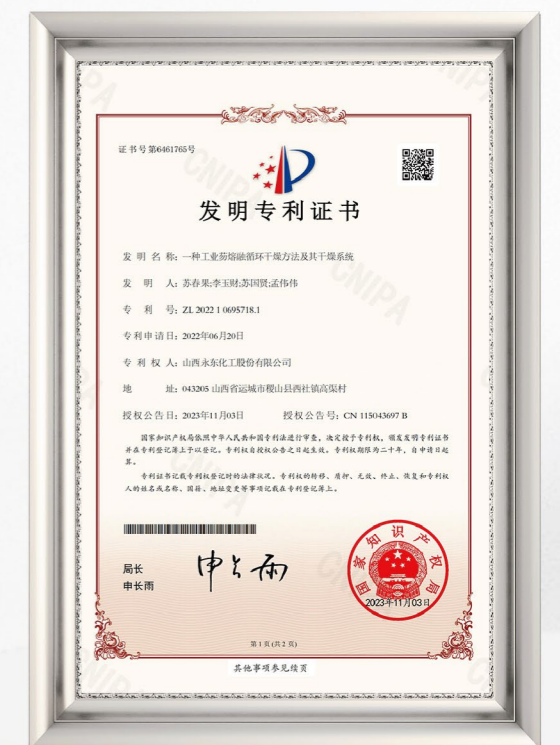 证书号第6461765号
发明专利证书
发 明 名 称：一种工业芴熔融循环干燥方法及其干燥系统
发 明 人：苏春果;李玉财;苏国贤;孟伟伟
专 利 号：ZL 2022 1 0695718.1
专利申请日：2022年06月20日
专 利 权 人：山西永东化工股份有限公司
地 址：043205 山西省运城市稷山县西社镇高渠村
授权公告日：2023年11月03日 授权公告号：CN 115043697 B
国家知识产权局依照中华人民共和国专利法进行审查，决定授予专利权，颁发发明专利证书
并在专利登记簿上予以登记。专利权自授权公告之日起生效。专利权期限为二十年，自申请日起
算。
专利证书记载专利权登记时的法律状况。专利权的转移、质押、无效、终止、恢复和专利权
人的姓名或名称、国籍、地址变更等事项记载在专利登记簿上。
局长
申长雨
申长雨
国家知识产权局
2023年11月03日
第 1 页 (共 2 页)
其他事项参见续页
CNIPA
CNIPA
CNIPA
CNIPA